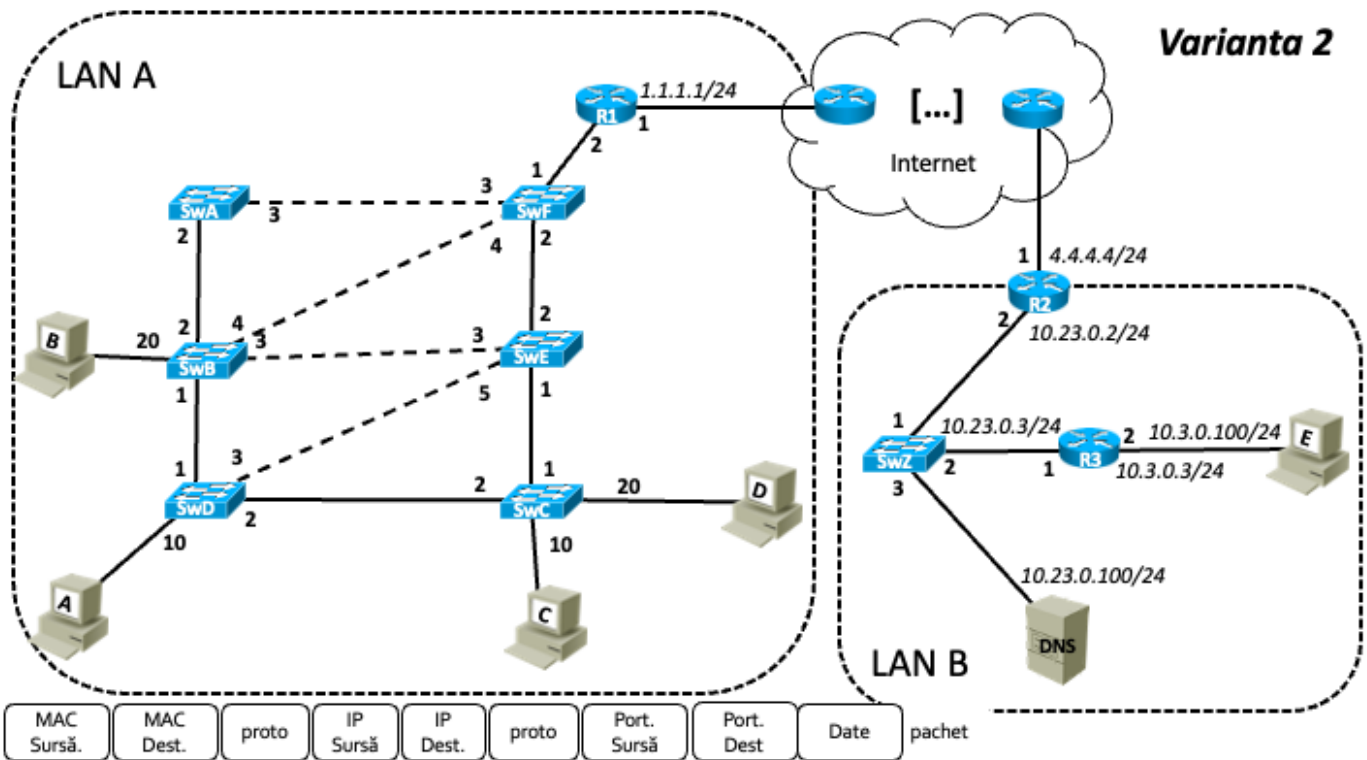 Varianta 2
LAN A
1.1.1.1/24
R1
1
2
[...]
Internet
1
3
3
SwA
SwF
2
4
2
1
4.4.4.4/24
R2
2
10.23.0.2/24
B
20
2
4
3
SwB
1
2
3
SwE
5
1
1
10.23.0.3/24
2
10.3.0.100/24
E
SwZ
2
1
R3
10.3.0.3/24
3
1
3
SwD
2
10
2
1
SwC
20
D
10
A
C
10.23.0.100/24
DNS
LAN B
MAC Sursă.
MAC Dest.
proto
IP Sursă
IP Dest.
proto
Port. Sursă
Port. Dest
Date
pachet